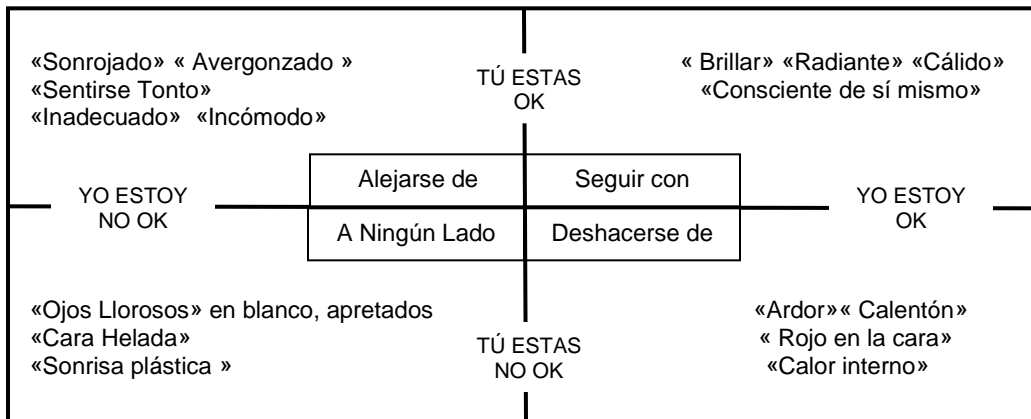 «Sonrojado» « Avergonzado »
«Sentirse Tonto»
«Inadecuado» «Incómodo»
TÚ ESTAS
OK
« Brillar» «Radiante» «Cálido»
«Consciente de sí mismo»
Alejarse de
Seguir con
YO ESTOY
NO OK
YO ESTOY
OK
A Ningún Lado
Deshacerse de
«Ojos Llorosos» en blanco, apretados
«Cara Helada»
«Sonrisa plástica »
TÚ ESTAS
NO OK
«Ardor»« Calentón»
« Rojo en la cara»
«Calor interno»